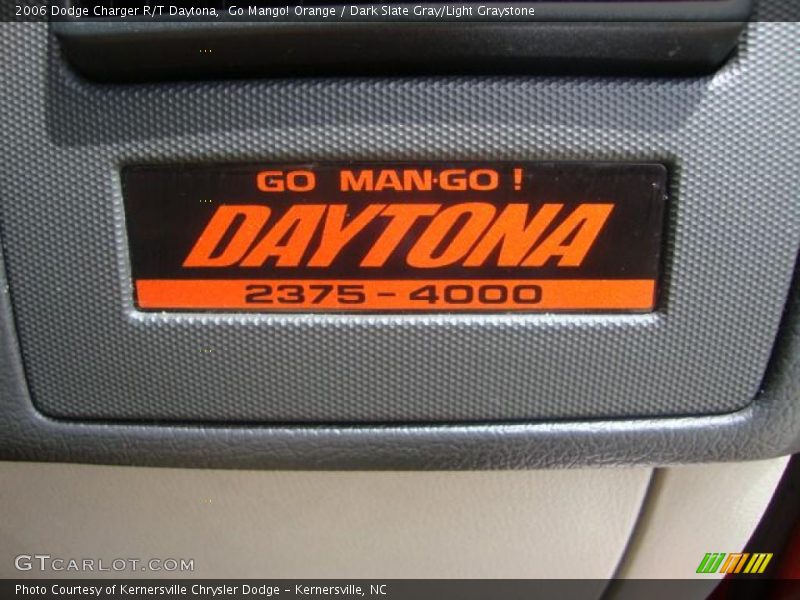 2006 Dodge Charger R/T Daytona,  Go Mango! Orange / Dark Slate Gray/Light Graystone
GO MAN·GO!
DAYTONA
2375-4000
GTCARLOT.COM
Photo Courtesy of Kernersville Chrysler Dodge – Kernersville, NC